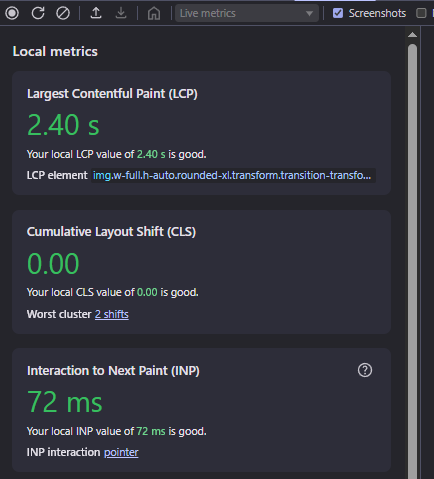 Live metrics
Screenshots
Local metrics
Largest Contentful Paint (LCP)
2.40 s
Your local LCP value of 2.40 s is good.
LCP element img.w-full.h-auto.rounded-xl.transform.transition-transfo...
Cumulative Layout Shift (CLS)
0.00
Your local CLS value of 0.00 is good.
Worst cluster 2 shifts
Interaction to Next Paint (INP)
72 ms
Your local INP value of 72 ms is good.
INP interaction pointer